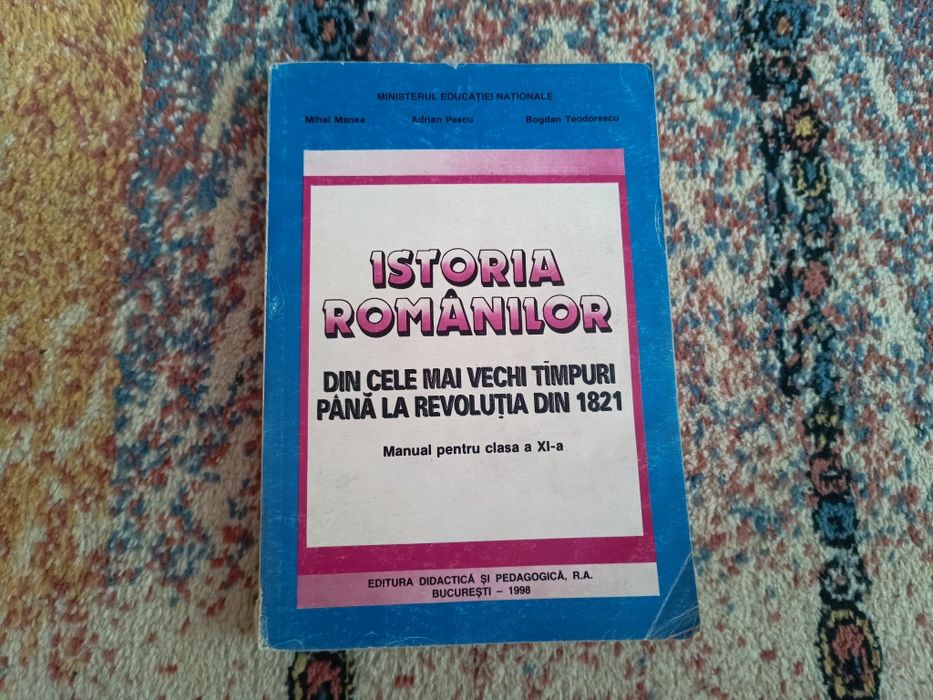 MINISTERUL EDUCAȚIEI NAȚIONALE
Mihai Manea Adrian Pascu Bogdan Teodorescu
ISTORIA
ROMÂNILOR
DIN CELE MAI VECHI TIMPURI
PÂNĂ LA REVOLUȚIA DIN 1821
Manual pentru clasa a XI-a
EDITURA DIDACTICĂ ȘI PEDAGOGICĂ, R.A.
BUCUREȘTI – 1998